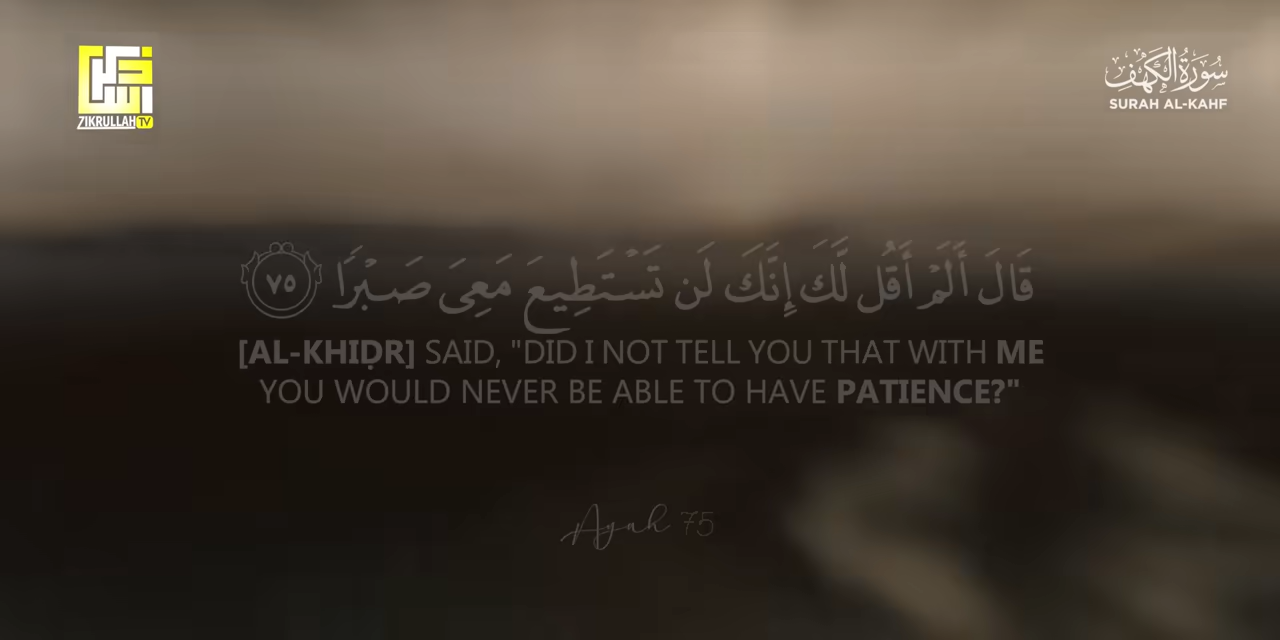 ZIKRULLAH TV
سُورَةُ الْكَهْفِ
SURAH AL-KAHF
قَالَ أَلَمْ أَقُل لَّكَ إِنَّكَ لَن تَسْتَطِيعَ مَعِىَ صَبْرًا ٧٥
[AL-KHIḌR] SAID, "DID I NOT TELL YOU THAT WITH ME
YOU WOULD NEVER BE ABLE TO HAVE PATIENCE?"
Ayah 75